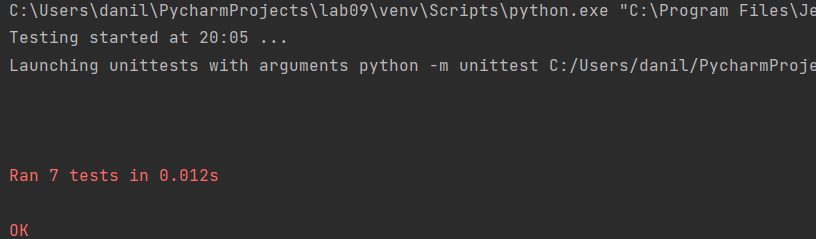 C:\Users\danil\PycharmProjects\lab09\venv\Scripts\python.exe "C:\Program Files\Je
Testing started at 20:05 ...
Launching unittests with arguments python -m unittest C:/Users/danil/PycharmProje
Ran 7 tests in 0.012s
OK